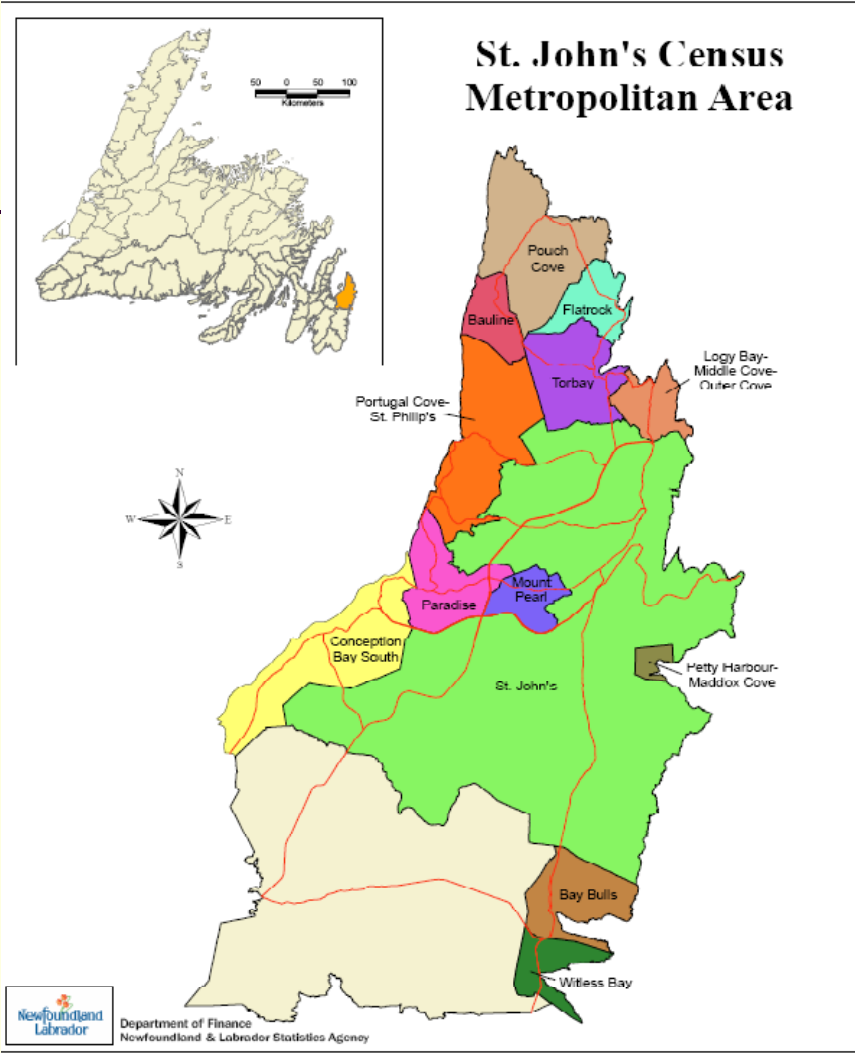 St. John's Census
Metropolitan Area
50 0 50 100
Kilometers
Pouch
Cove
Flatrock
Bauline
Torbay
Logy Bay-
Middle Cove-
Outer Cove
Portugal Cove-
St. Philip's
N
W E
S
Mount
Pearl
Paradise
Conception
Bay South
St. John's
Petty Harbour-
Maddox Cove
Bay Bulls
Witless Bay
Newfoundland
Labrador
Department of Finance
Newfoundland & Labrador Statistics Agency